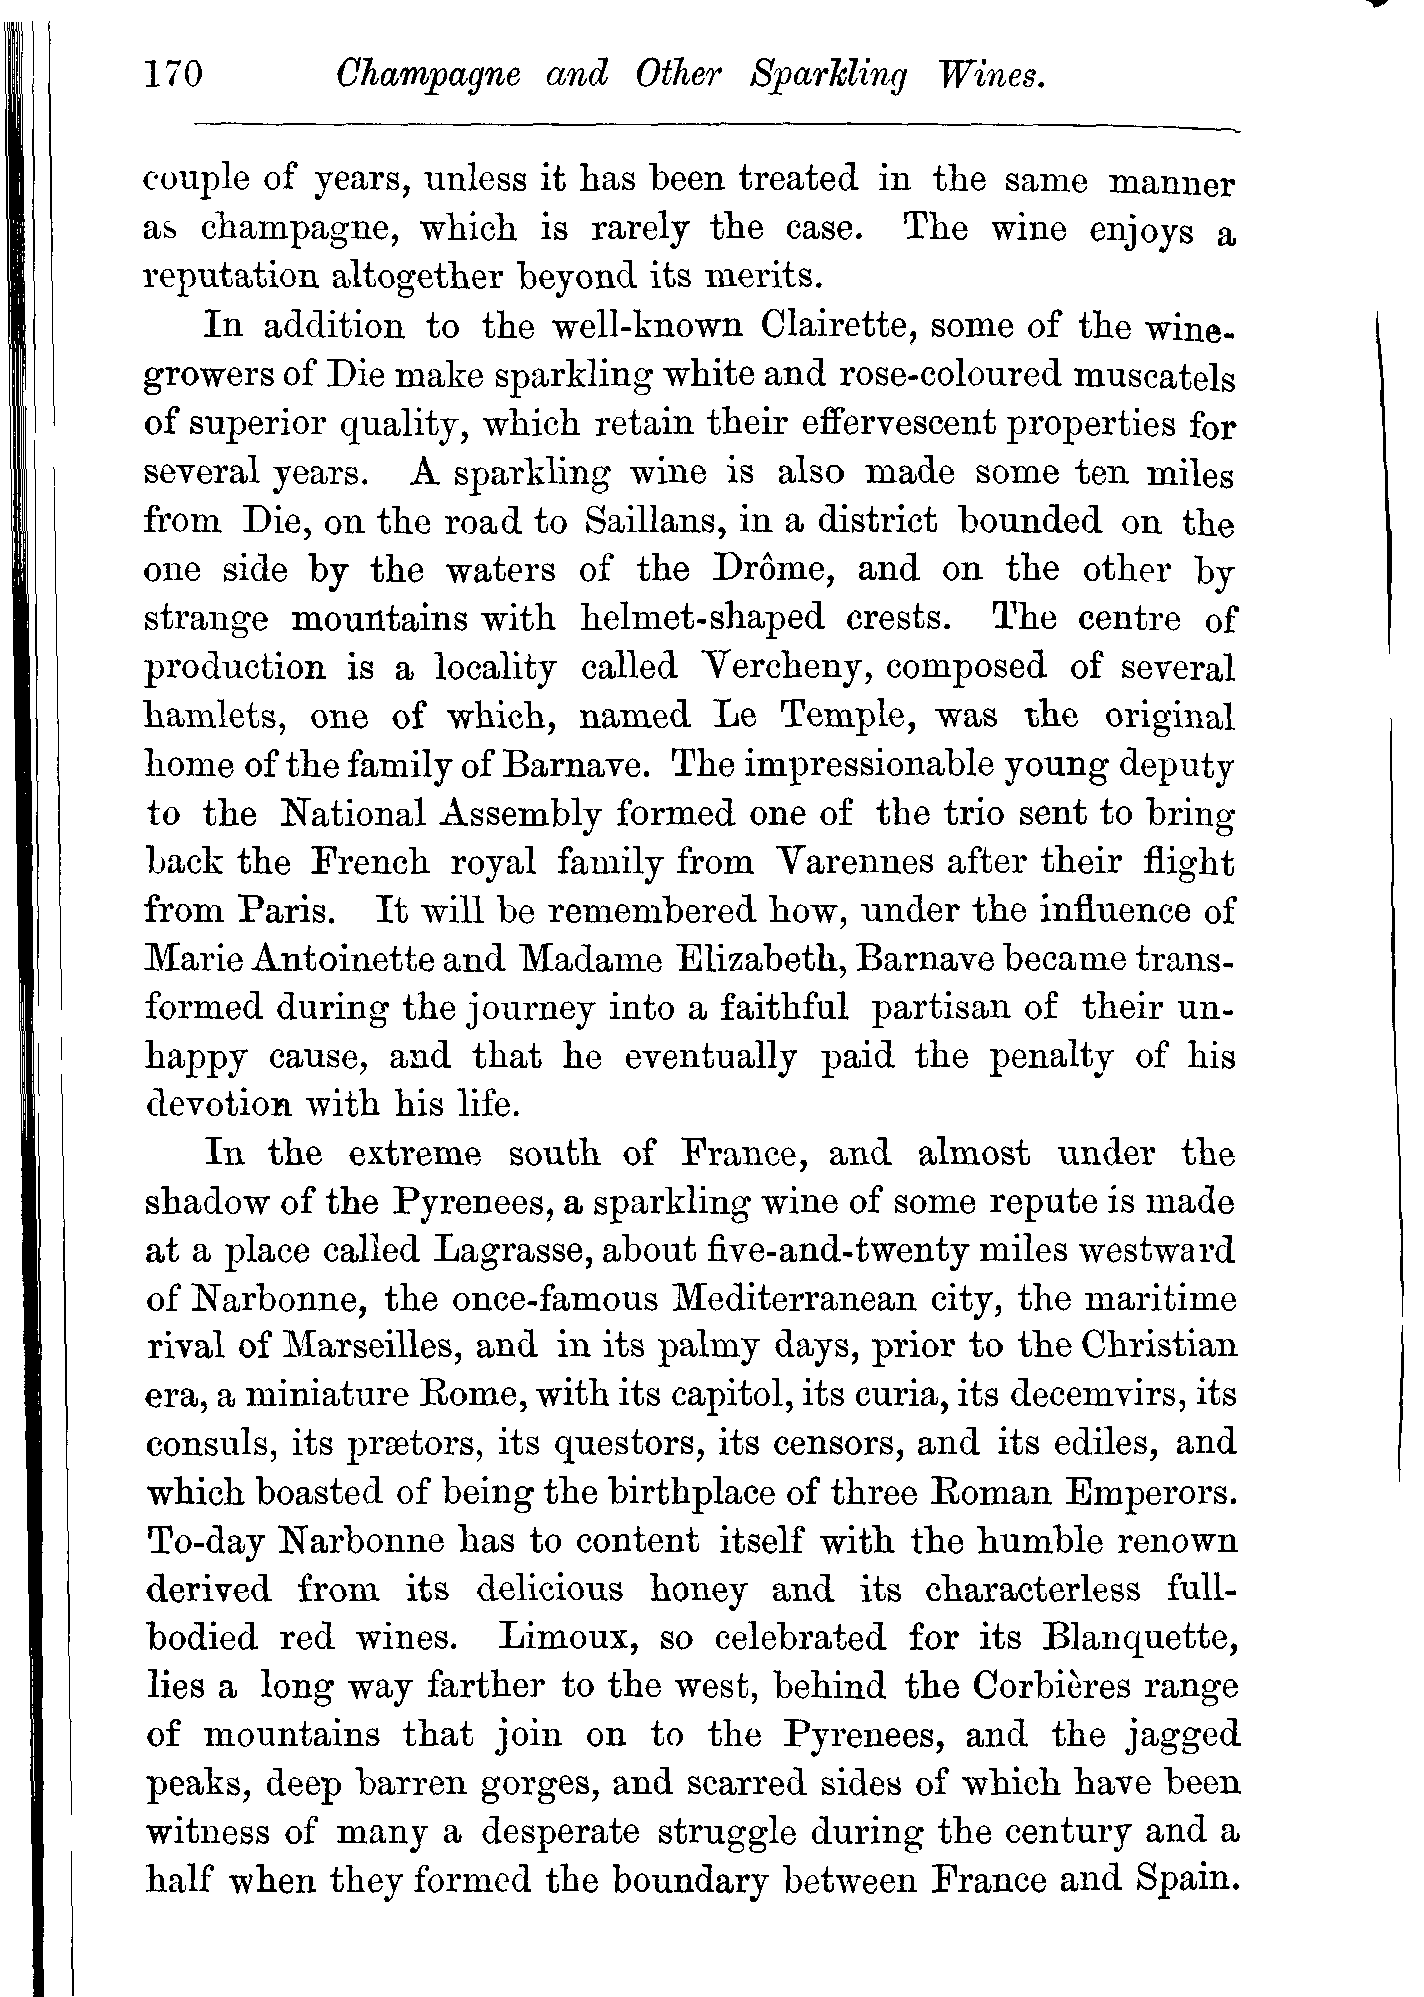 170 Champagne and Other Sparkling Wines.
couple of years, unless it has been treated in the same manner
as champagne, which is rarely the case. The wine enjoys a
reputation altogether beyond its merits.
In addition to the well-known Clairette, some of the wine-
growers of Die make sparkling white and rose-coloured muscatels
of superior quality, which retain their effervescent properties for
several years. A sparkling wine is also made some ten miles
from Die, on the road to Saillans, in a district bounded on the
one side by the waters of the Drôme, and on the other by
strange mountains with helmet-shaped crests. The centre of
production is a locality called Vercheny, composed of several
hamlets, one of which, named Le Temple, was the original
home of the family of Barnave. The impressionable young deputy
to the National Assembly formed one of the trio sent to bring
back the French royal family from Varennes after their flight
from Paris. It will be remembered how, under the influence of
Marie Antoinette and Madame Elizabeth, Barnave became trans-
formed during the journey into a faithful partisan of their un-
happy cause, and that he eventually paid the penalty of his
devotion with his life.
In the extreme south of France, and almost under the
shadow of the Pyrenees, a sparkling wine of some repute is made
at a place called Lagrasse, about five-and-twenty miles westward
of Narbonne, the once-famous Mediterranean city, the maritime
rival of Marseilles, and in its palmy days, prior to the Christian
era, a miniature Rome, with its capitol, its curia, its decemvirs, its
consuls, its prætors, its questors, its censors, and its ediles, and
which boasted of being the birthplace of three Roman Emperors.
To-day Narbonne has to content itself with the humble renown
derived from its delicious honey and its characterless full-
bodied red wines. Limoux, so celebrated for its Blanquette,
lies a long way farther to the west, behind the Corbières range
of mountains that join on to the Pyrenees, and the jagged
peaks, deep barren gorges, and scarred sides of which have been
witness of many a desperate struggle during the century and a
half when they formed the boundary between France and Spain.